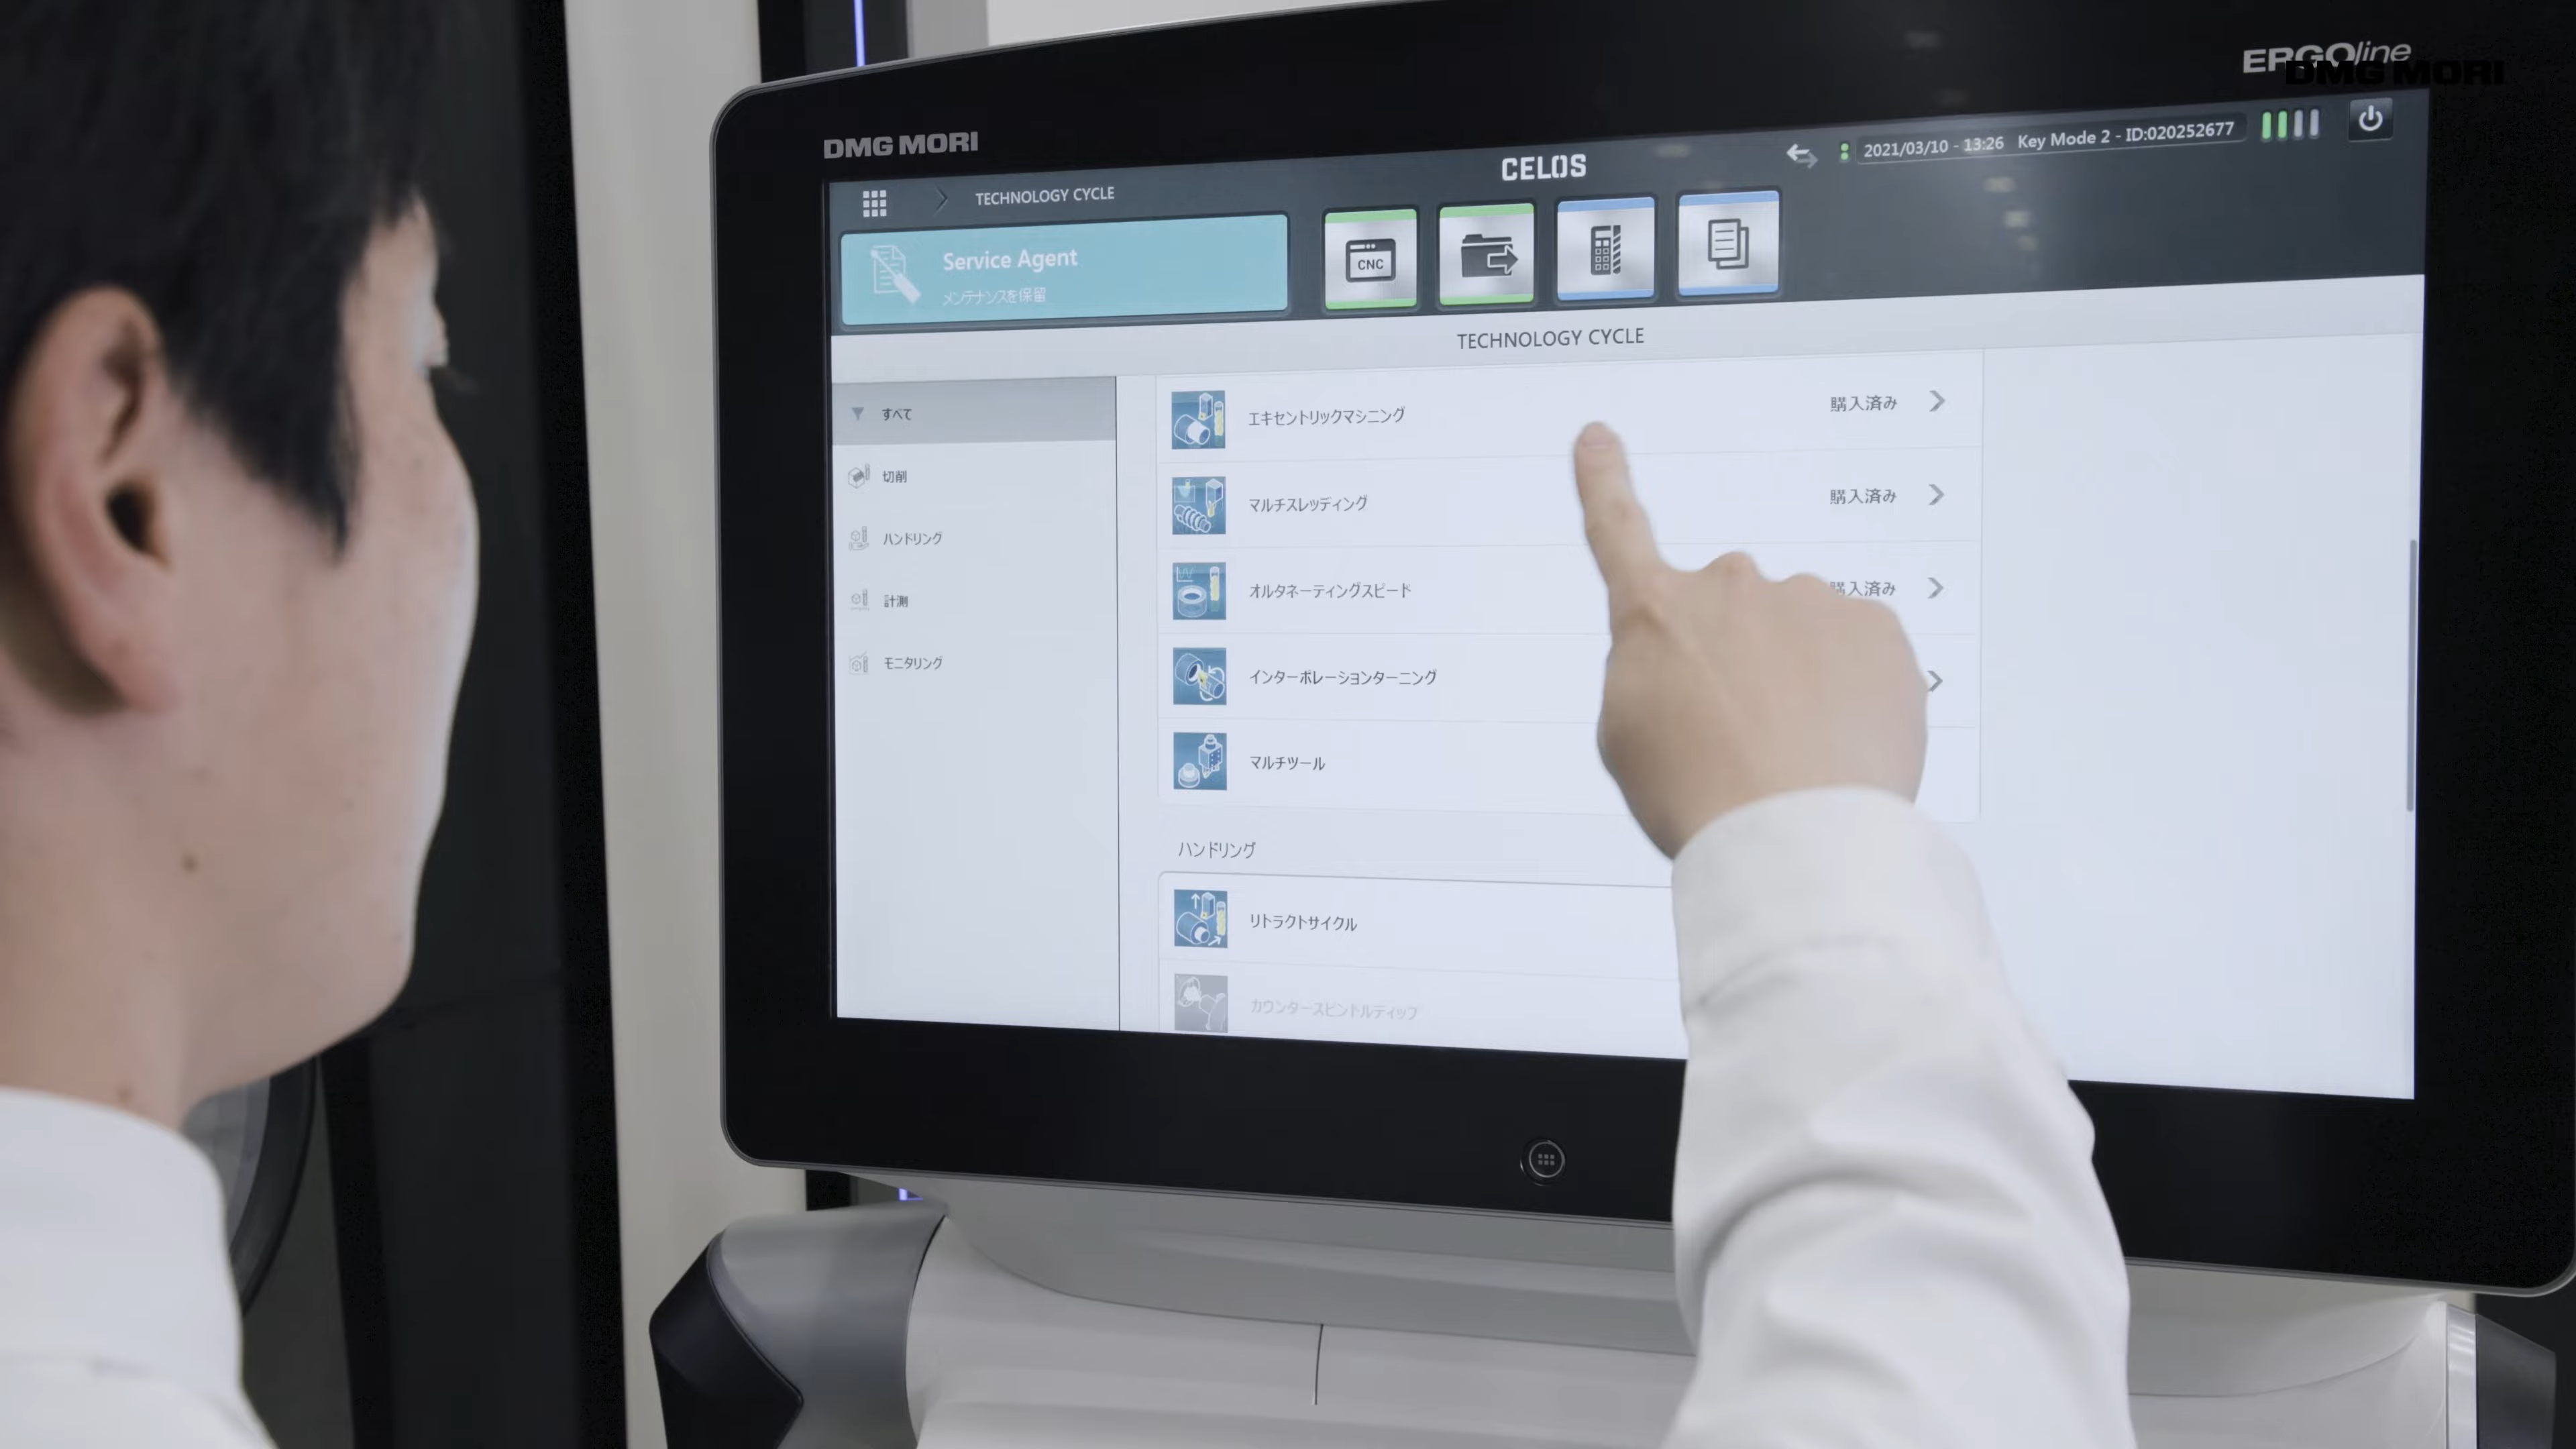 ERGOline
DMG MORI
DMG MORI
CELOS
2021/03/10 - 13:26 Key Mode 2 - ID:020252677
TECHNOLOGY CYCLE
Service Agent
メンテナンスを保留
CNC
TECHNOLOGY CYCLE
すべて
切削
ハンドリング
計測
モニタリング
エキセントリックマシニング 購入済み
マルチスレッディング 購入済み
オルタネーティングスピード 購入済み
インターポレーションターニング
マルチツール
ハンドリング
リトラクトサイクル
カウンタースピンドルティップ